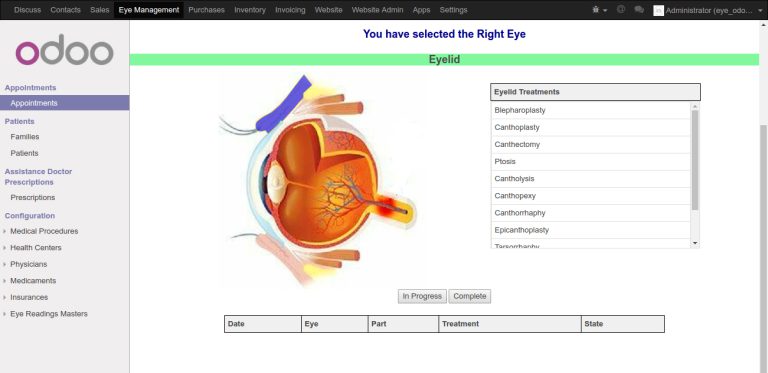 Discuss Contacts Sales Eye Management Purchases Inventory Invoicing Website Website Admin Apps Settings @ Administrator (eye_odo...
odoo
Appointments
Appointments
Patients
Families
Patients
Assistance Doctor
Prescriptions
Prescriptions
Configuration
Medical Procedures
Health Centers
Physicians
Medicaments
Insurances
Eye Readings Masters
You have selected the Right Eye
Eyelid
Eyelid Treatments
Blepharoplasty
Canthoplasty
Canthectomy
Ptosis
Cantholysis
Canthopexy
Canthorrhaphy
Epicanthoplasty
Tarsorrhaphy
In Progress Complete
Date Eye Part Treatment State